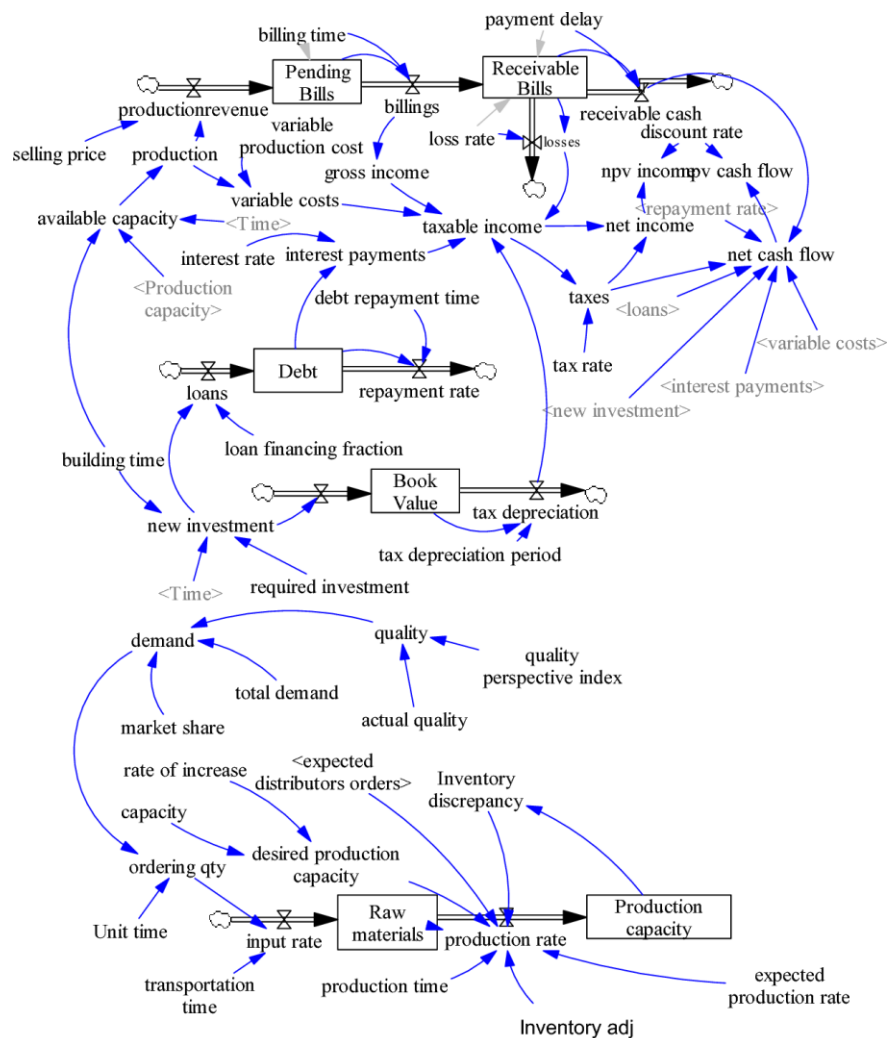 payment delay
billing time
Pending
Bills
Receivable
Bills
productionrevenue
billings
receivable cash
variable
production cost
loss rate
losses
discount rate
selling price
production
gross income
npv income
npv cash flow
variable costs
<repayment rate>
available capacity
<Time>
taxable income
net income
interest rate
interest payments
net cash flow
<Production
capacity>
debt repayment time
taxes
<loans>
<variable costs>
Debt
tax rate
loans
repayment rate
<interest payments>
<new investment>
loan financing fraction
building time
Book
Value
new investment
tax depreciation
tax depreciation period
<Time>
required investment
demand
quality
quality
perspective index
total demand
market share
actual quality
rate of increase
<expected
distributors orders>
Inventory
discrepancy
capacity
ordering qty
desired production
capacity
Raw
materials
Production
capacity
Unit time
input rate
production rate
transportation
time
production time
expected
production rate
Inventory adj